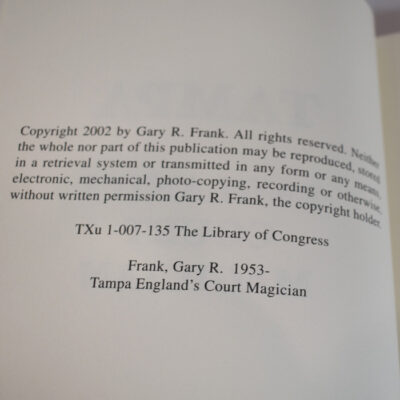 Copyright 2002 by Gary R. Frank. All rights reserved. Neither
the whole nor part of this publication may be reproduced, stored
in a retrieval system or transmitted in any form or any means,
electronic, mechanical, photo-copying, recording or otherwise,
without written permission Gary R. Frank, the copyright holder.
TXu 1-007-135 The Library of Congress
Frank, Gary R. 1953-
Tampa England's Court Magician